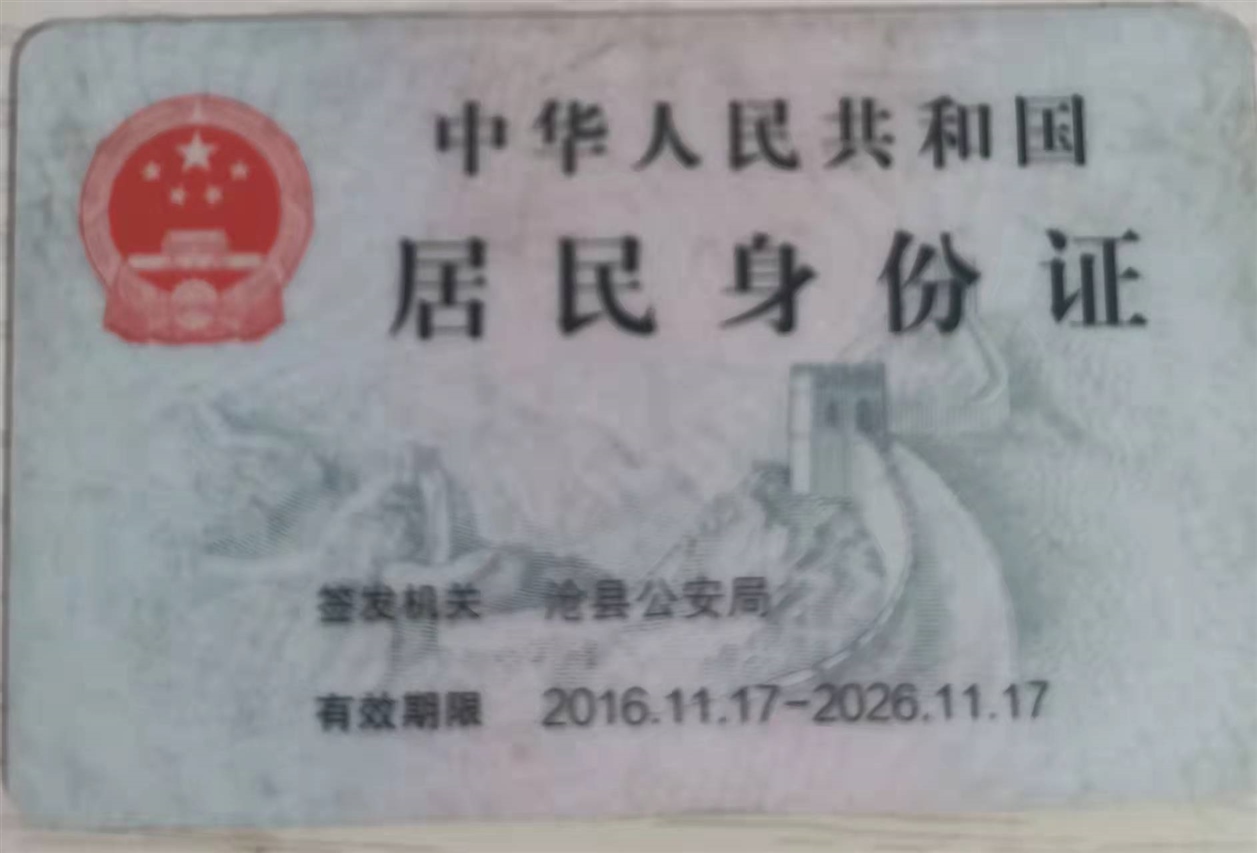 中华人民共和国
居民身份证
签发机关 沧县公安局
有效期限 2016.11.17-2026.11.17